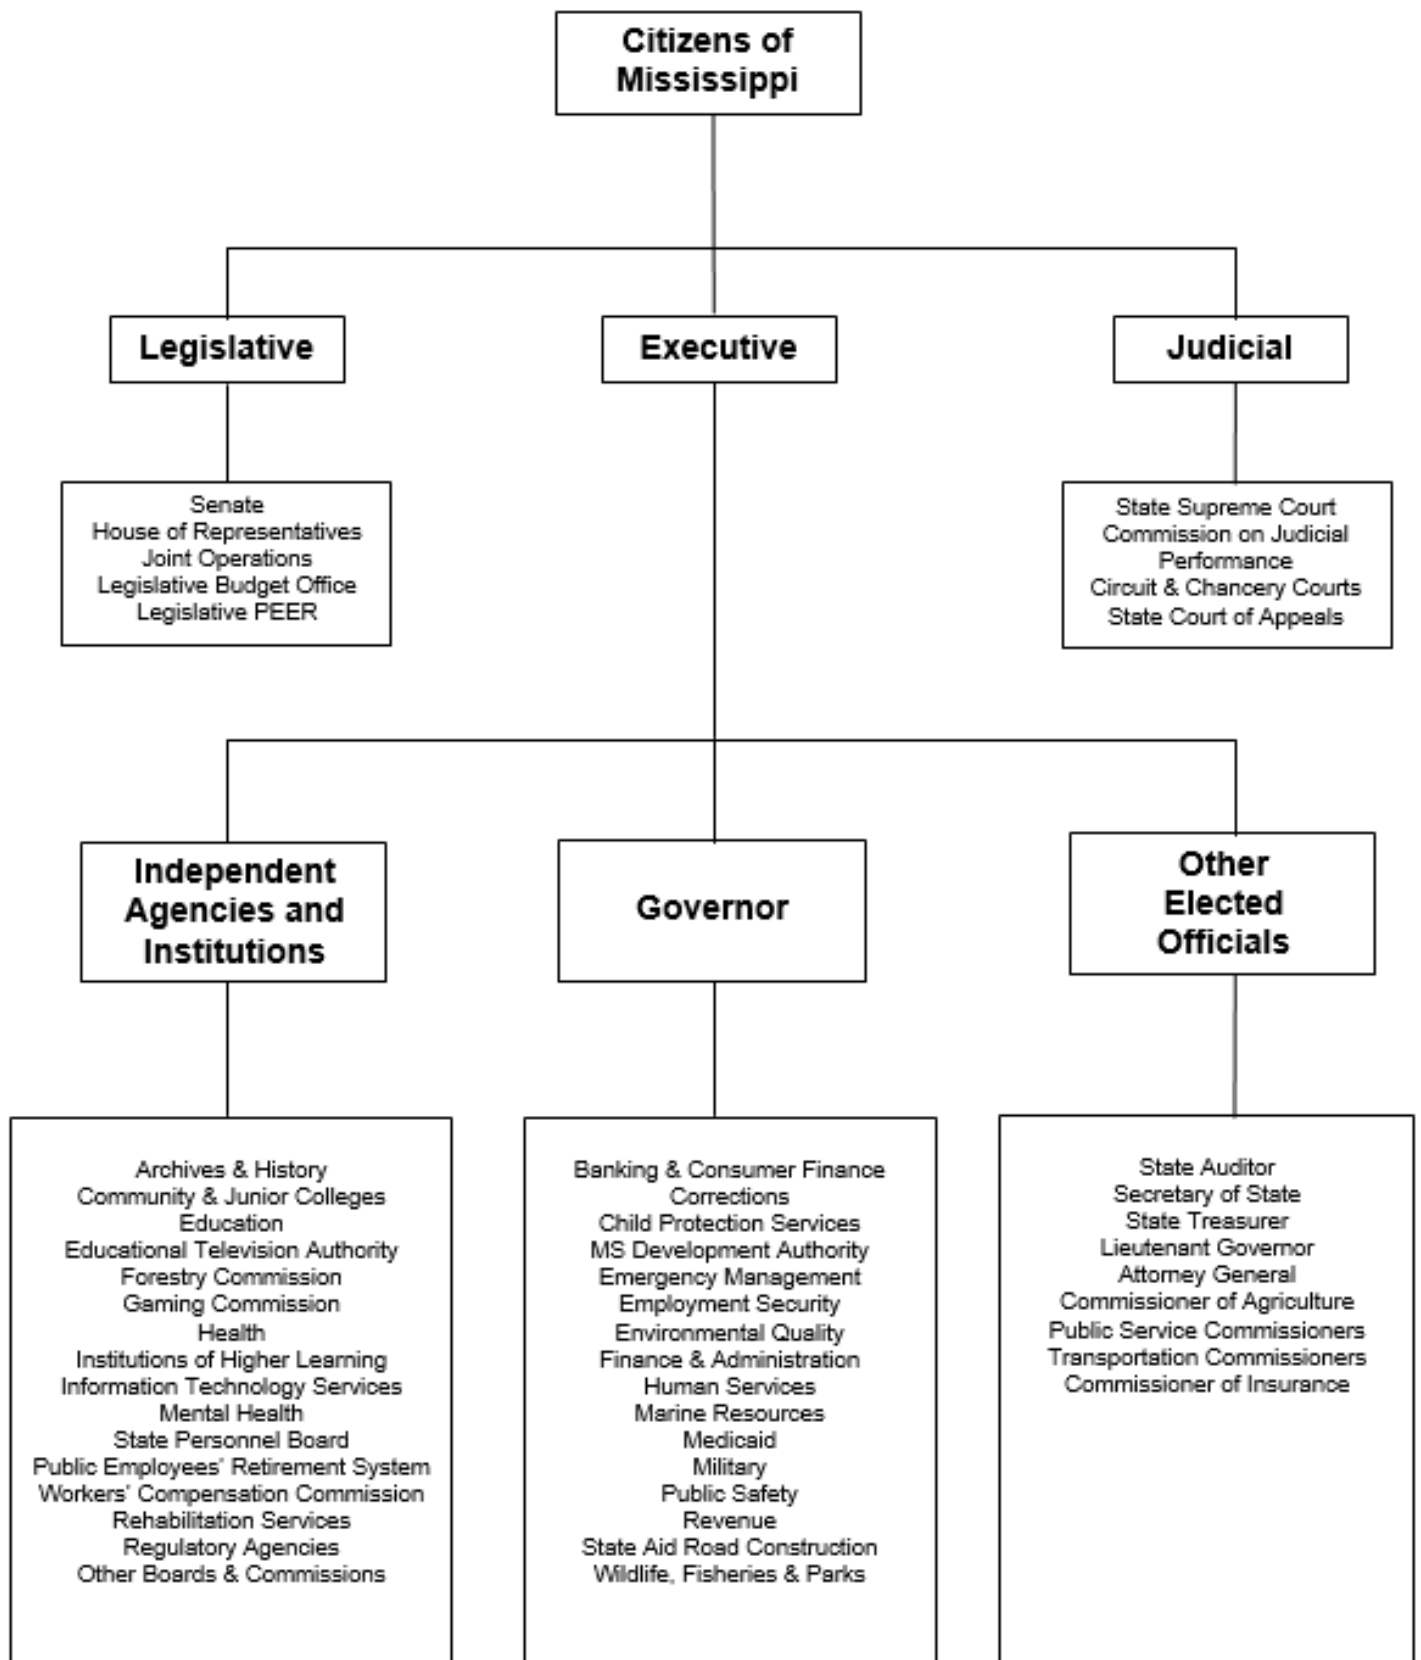 Citizens of
Mississippi
Legislative
Executive
Judicial
Senate
House of Representatives
Joint Operations
Legislative Budget Office
Legislative PEER
State Supreme Court
Commission on Judicial
Performance
Circuit & Chancery Courts
State Court of Appeals
Independent
Agencies and
Institutions
Governor
Other
Elected
Officials
Archives & History
Community & Junior Colleges
Education
Educational Television Authority
Forestry Commission
Gaming Commission
Health
Institutions of Higher Learning
Information Technology Services
Mental Health
State Personnel Board
Public Employees' Retirement System
Workers' Compensation Commission
Rehabilitation Services
Regulatory Agencies
Other Boards & Commissions
Banking & Consumer Finance
Corrections
Child Protection Services
MS Development Authority
Emergency Management
Employment Security
Environmental Quality
Finance & Administration
Human Services
Marine Resources
Medicaid
Military
Public Safety
Revenue
State Aid Road Construction
Wildlife, Fisheries & Parks
State Auditor
Secretary of State
State Treasurer
Lieutenant Governor
Attorney General
Commissioner of Agriculture
Public Service Commissioners
Transportation Commissioners
Commissioner of Insurance